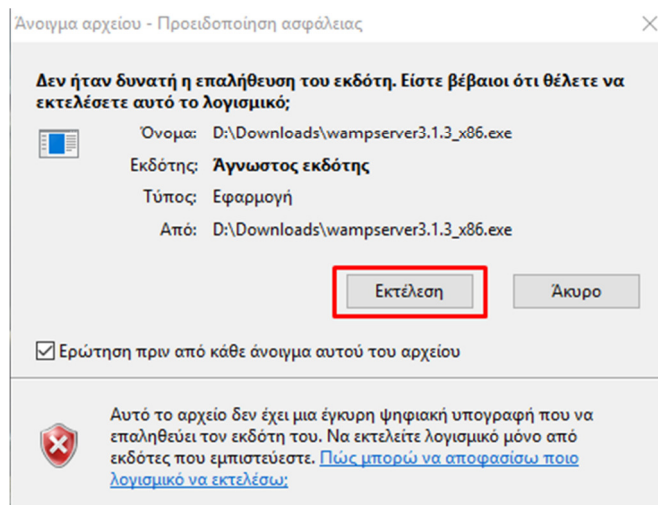 Άνοιγμα αρχείου - Προειδοποίηση ασφάλειας
Δεν ήταν δυνατή η επαλήθευση του εκδότη. Είστε βέβαιοι ότι θέλετε να
εκτελέσετε αυτό το λογισμικό;
Όνομα: D:\Downloads\wampserver3.1.3_x86.exe
Εκδότης: Άγνωστος εκδότης
Τύπος: Εφαρμογή
Από: D:\Downloads\wampserver3.1.3_x86.exe
Εκτέλεση Άκυρο
Ερώτηση πριν από κάθε άνοιγμα αυτού του αρχείου
Αυτό το αρχείο δεν έχει μια έγκυρη ψηφιακή υπογραφή που να
επαληθεύει τον εκδότη του. Να εκτελείτε λογισμικό μόνο από
εκδότες που εμπιστεύεστε. Πώς μπορώ να αποφασίσω ποιο
λογισμικό να εκτελέσω;